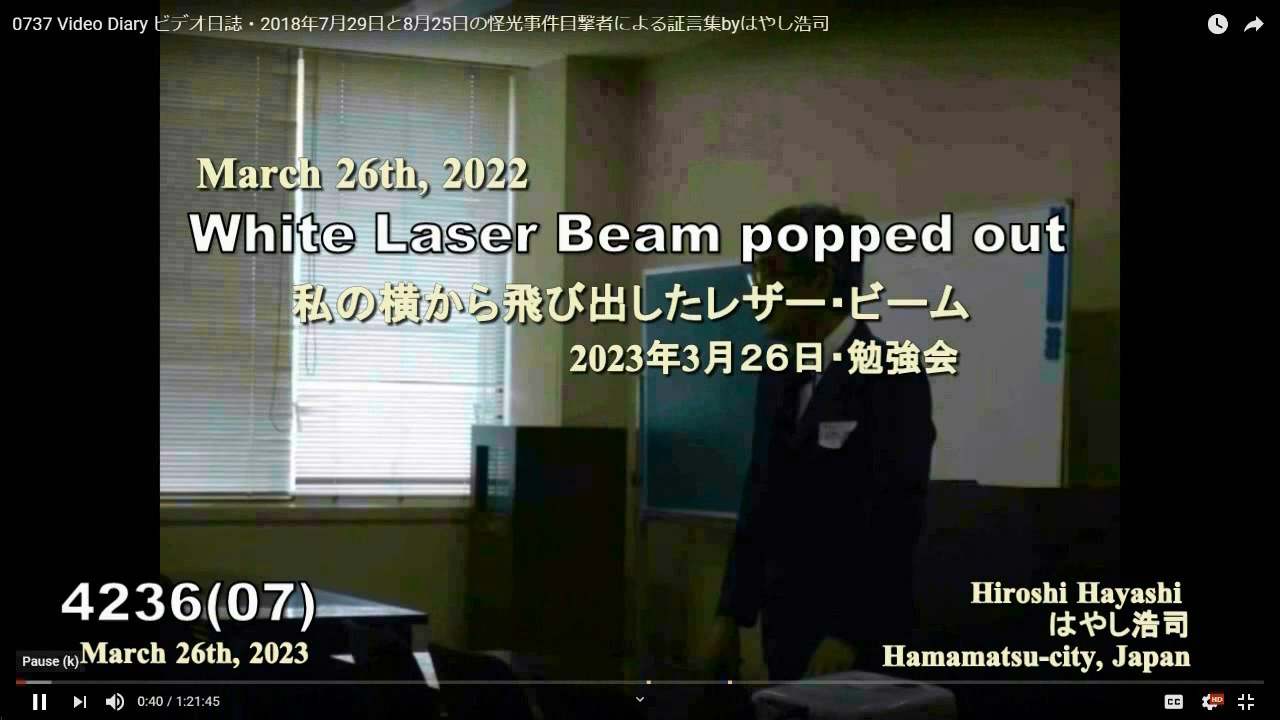 0737 Video Diary ビデオ日誌・2018年7月29日と8月25日の怪光事件目撃者による証言集byはやし浩司
March 26th, 2022
White Laser Beam popped out
私の横から飛び出したレザー・ビーム
2023年3月２６日・勉強会
4236(07)
March 26th, 2023
Hiroshi Hayashi
はやし浩司
Hamamatsu-city, Japan
Pause (k)
0:40 / 1:21:45
CC
HD